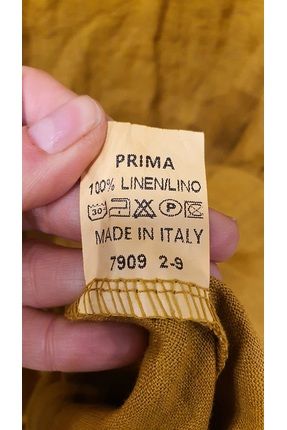 PRIMA
100% LINEN/LINO
30 P
MADE IN ITALY
7909 2-9